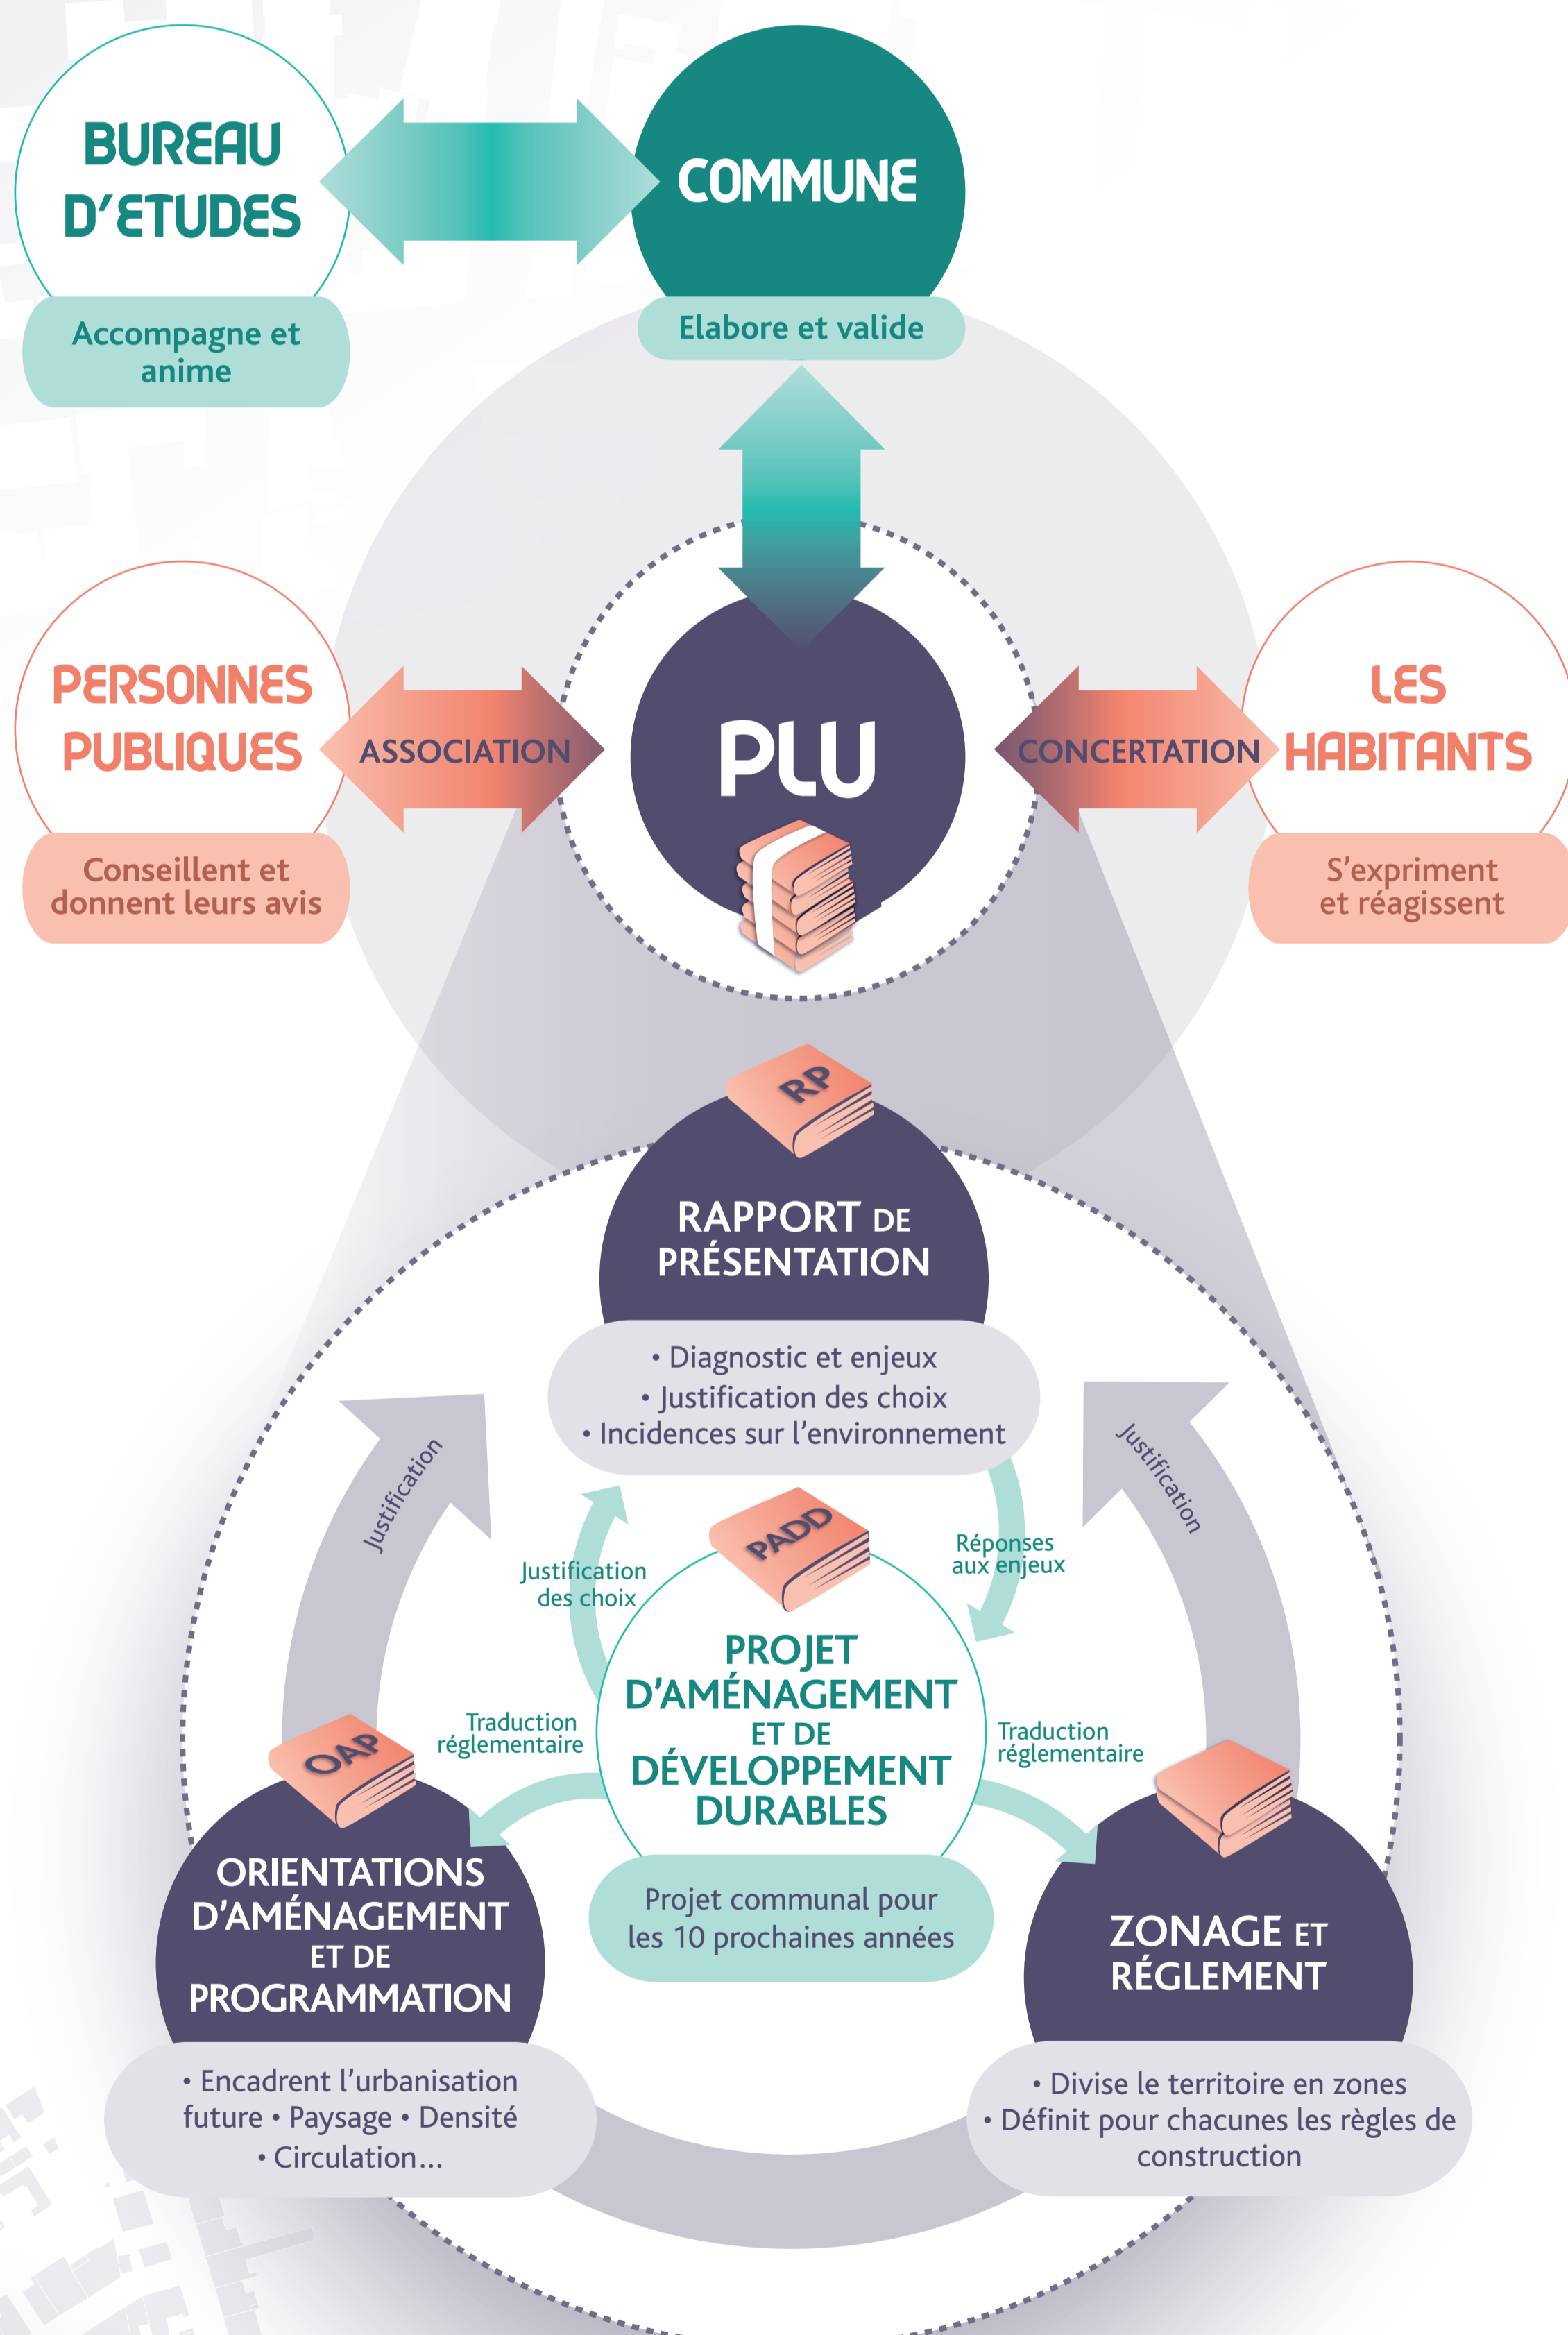 BUREAU
D'ETUDES
Accompagne et
anime
COMMUNE
Elabore et valide
PERSONNES
PUBLIQUES
Conseillent et
donnent leurs avis
ASSOCIATION
PLU
CONCERTATION
LES
HABITANTS
S'expriment
et réagissent
RP
RAPPORT DE
PRÉSENTATION
• Diagnostic et enjeux
• Justification des choix
• Incidences sur l'environnement
Justification
Justification
Justification
des choix
Réponses
aux enjeux
PADD
PROJET
D'AMÉNAGEMENT
ET DE
DÉVELOPPEMENT
DURABLES
Projet communal pour
les 10 prochaines années
Traduction
réglementaire
Traduction
réglementaire
OAP
ORIENTATIONS
D'AMÉNAGEMENT
ET DE
PROGRAMMATION
• Encadrent l'urbanisation
future • Paysage • Densité
• Circulation...
ZONAGE ET
RÉGLEMENT
• Divise le territoire en zones
• Définit pour chacunes les règles de
construction